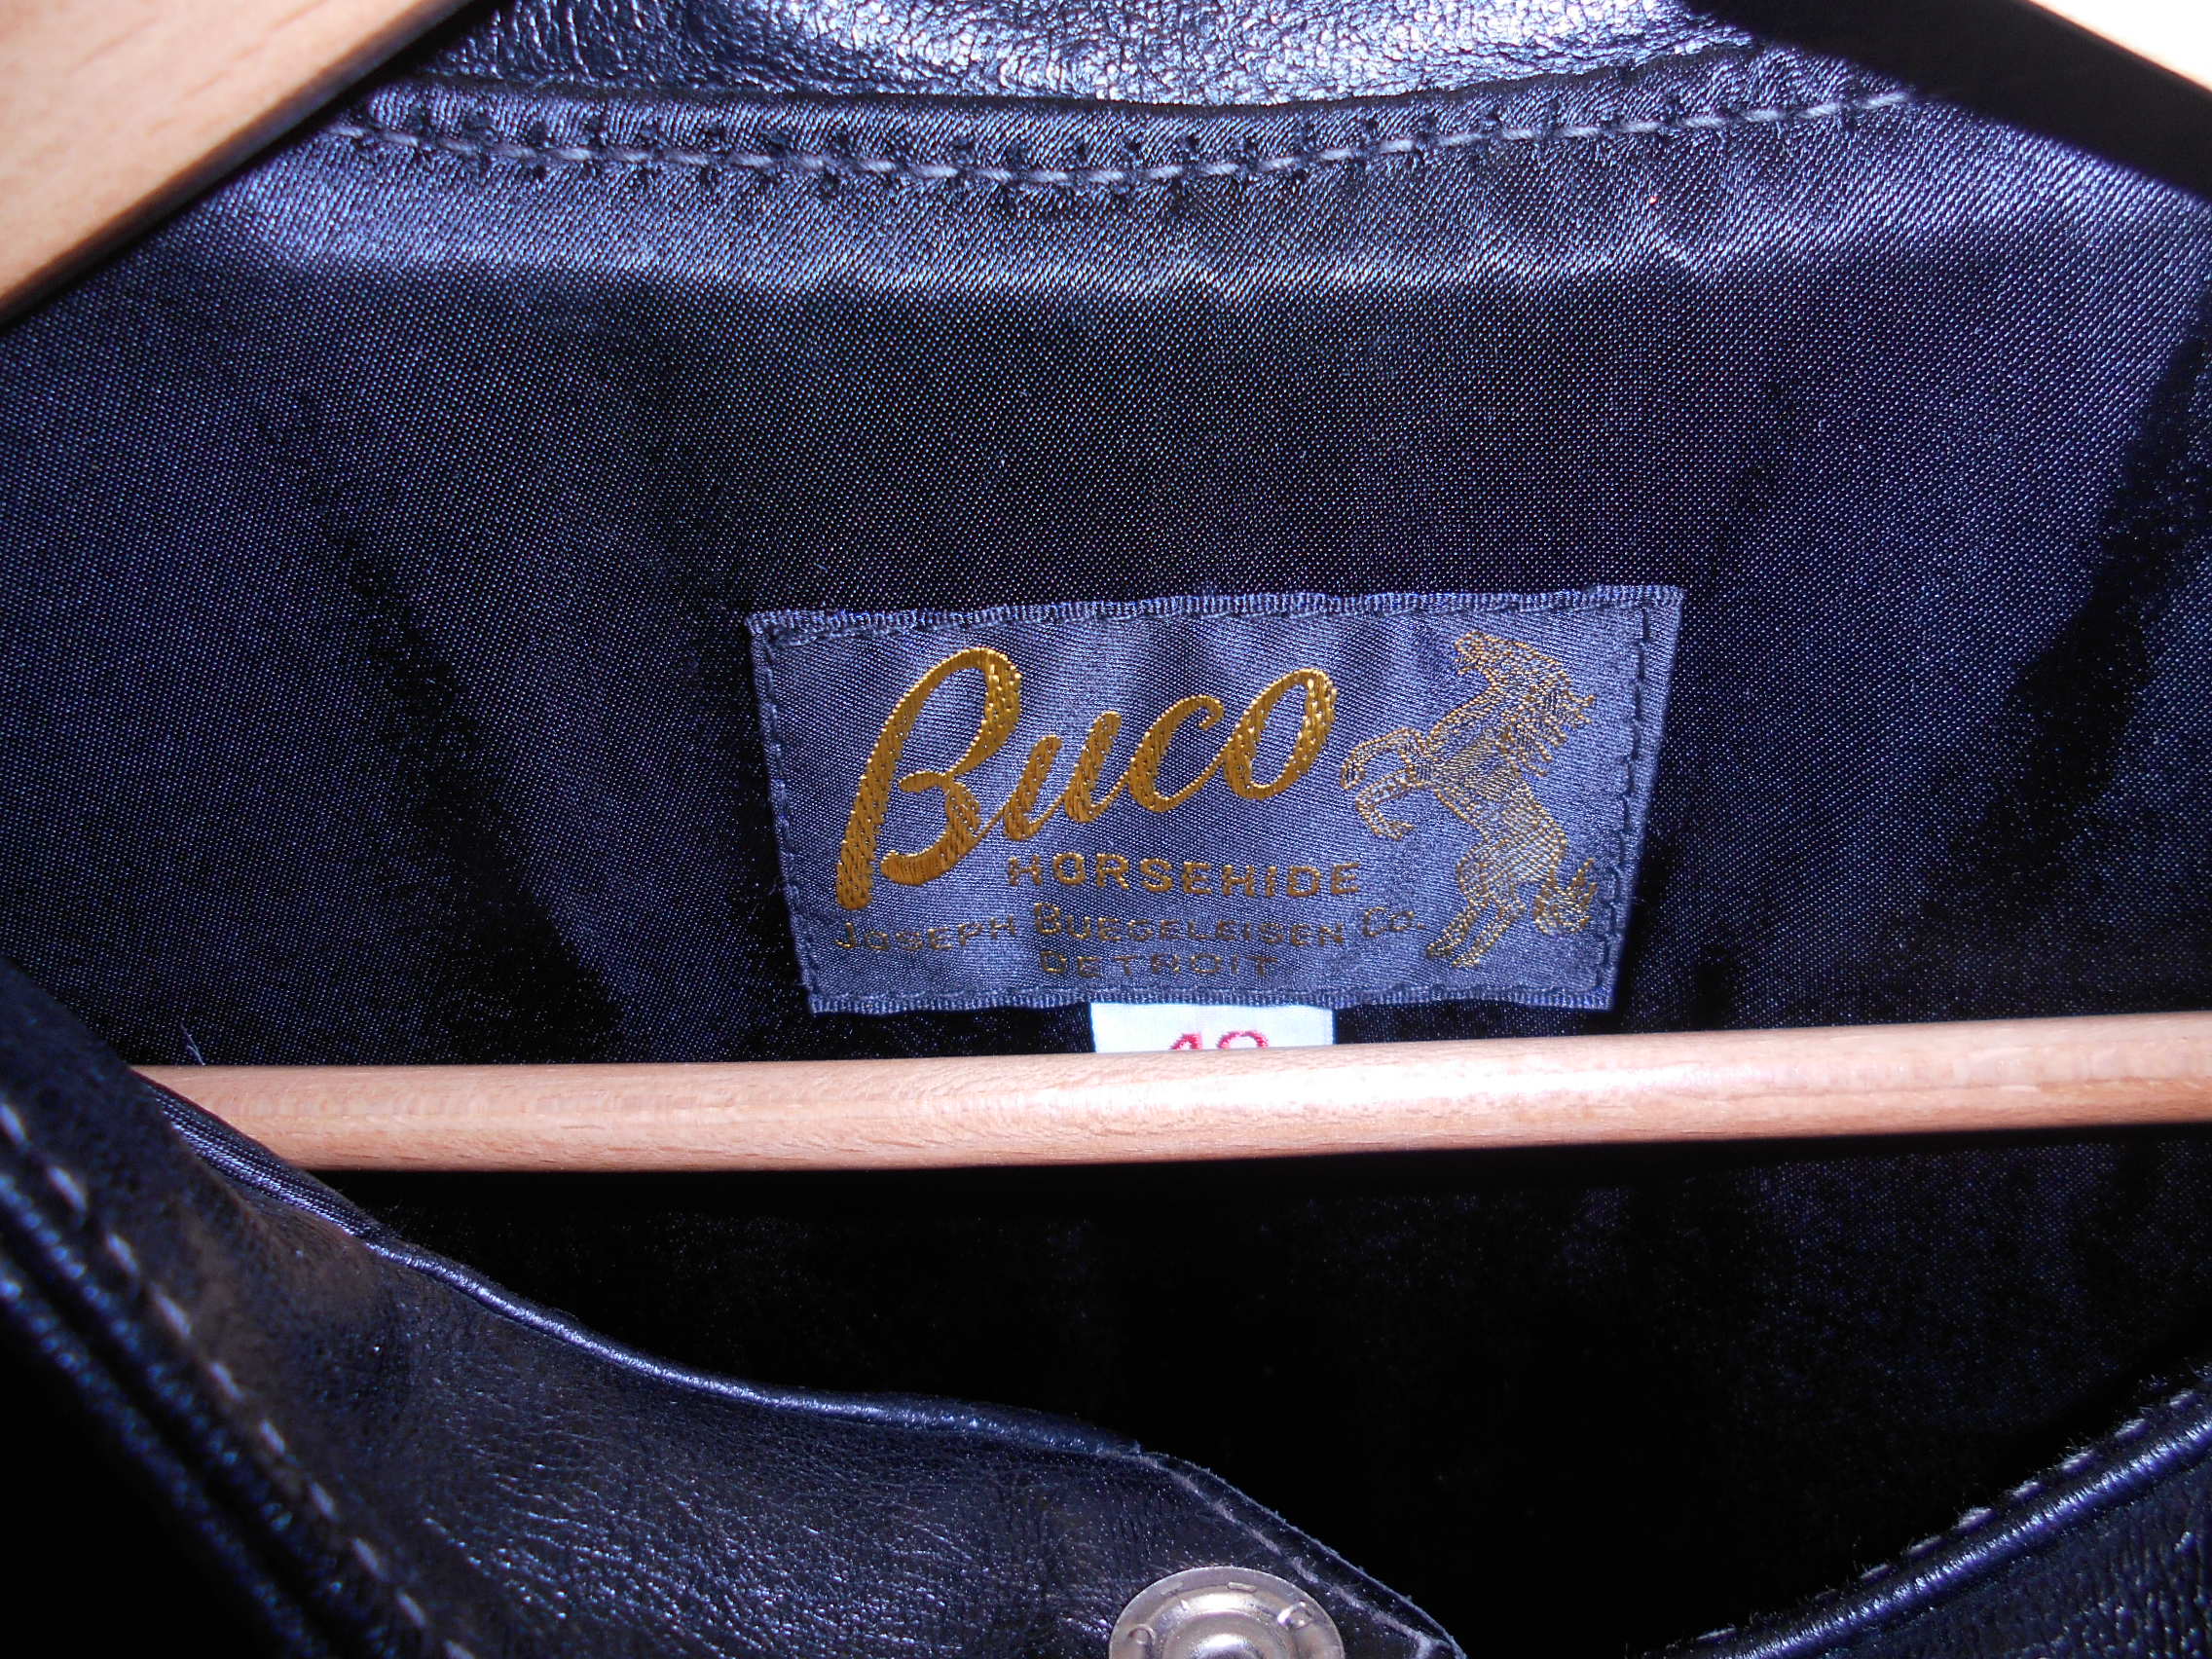 Buco
HORSEHIDE
JOSEPH BUEGELEISEN CO.
DETROIT